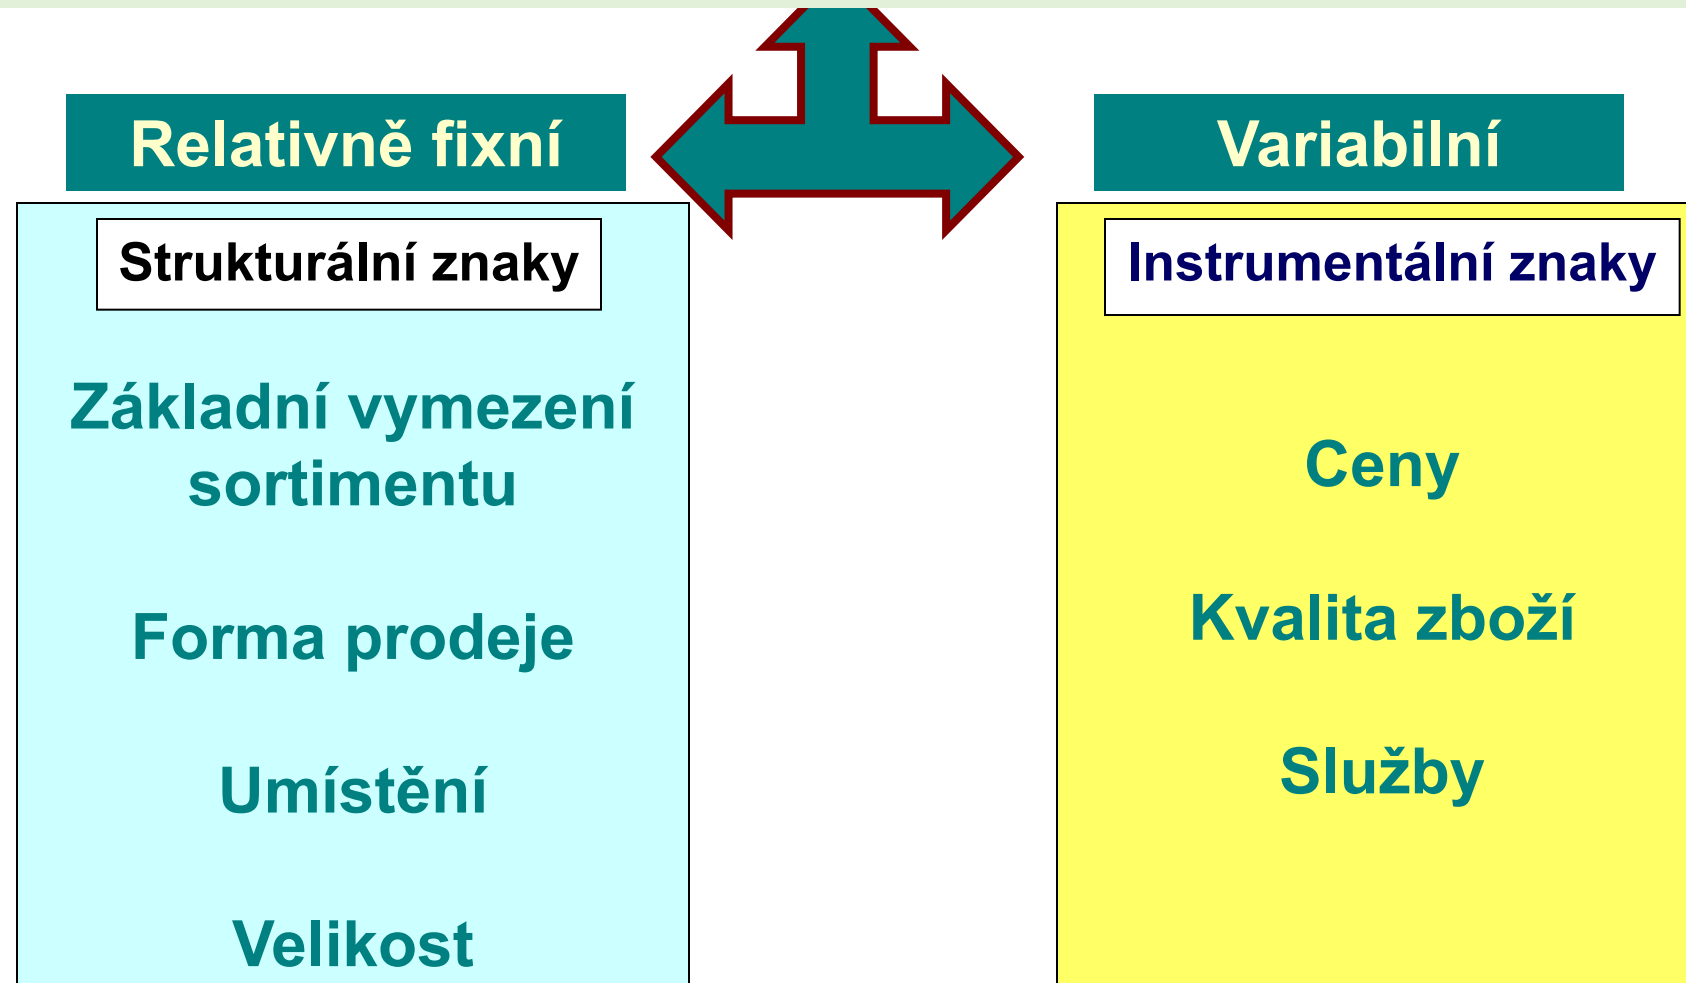 Relativně fixní
Strukturální znaky
Základní vymezení
sortimentu
Forma prodeje
Umístění
Velikost
Variabilní
Instrumentální znaky
Ceny
Kvalita zboží
Služby